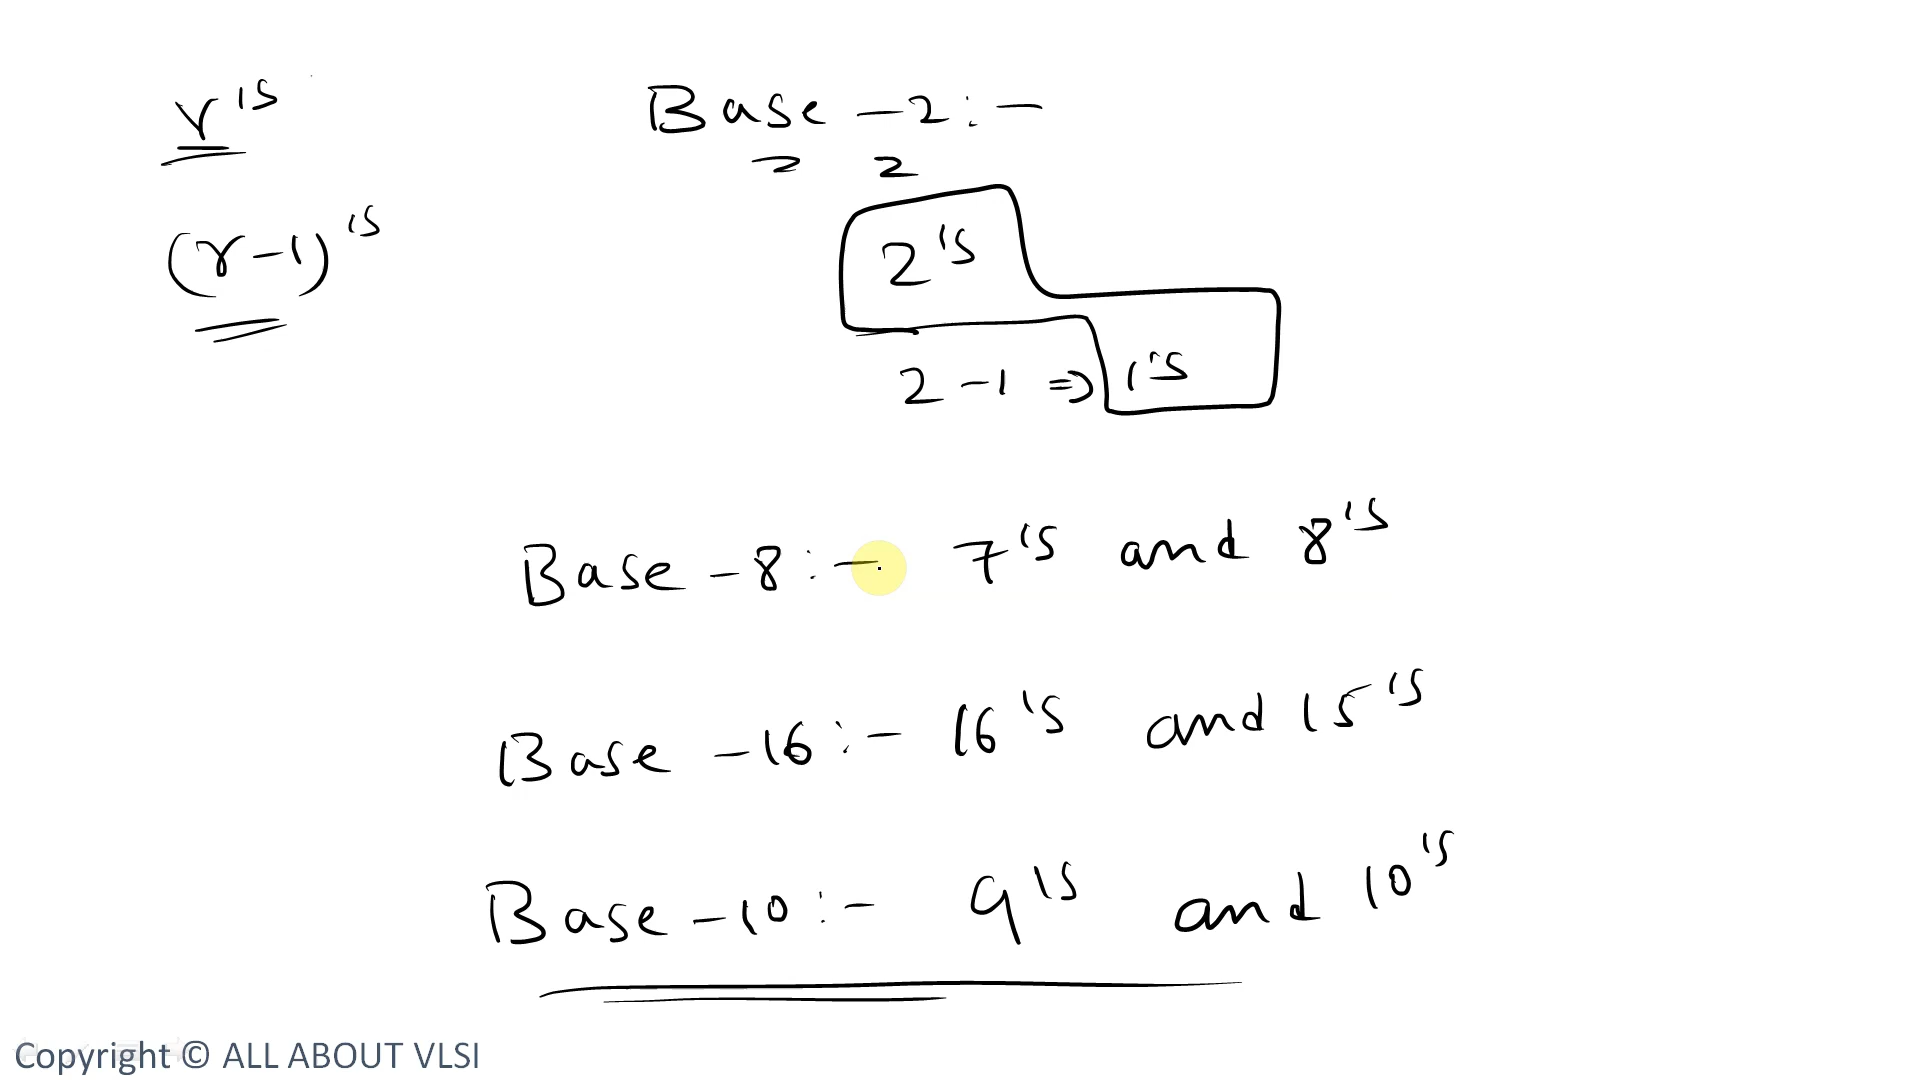 r's
(r-1)'s
Base -2:-
2 2
2's
2-1 => 1's
Base -8:- 7's and 8's
Base -16:- 16's and 15's
Base -10:- 9's and 10's
Copyright © ALL ABOUT VLSI